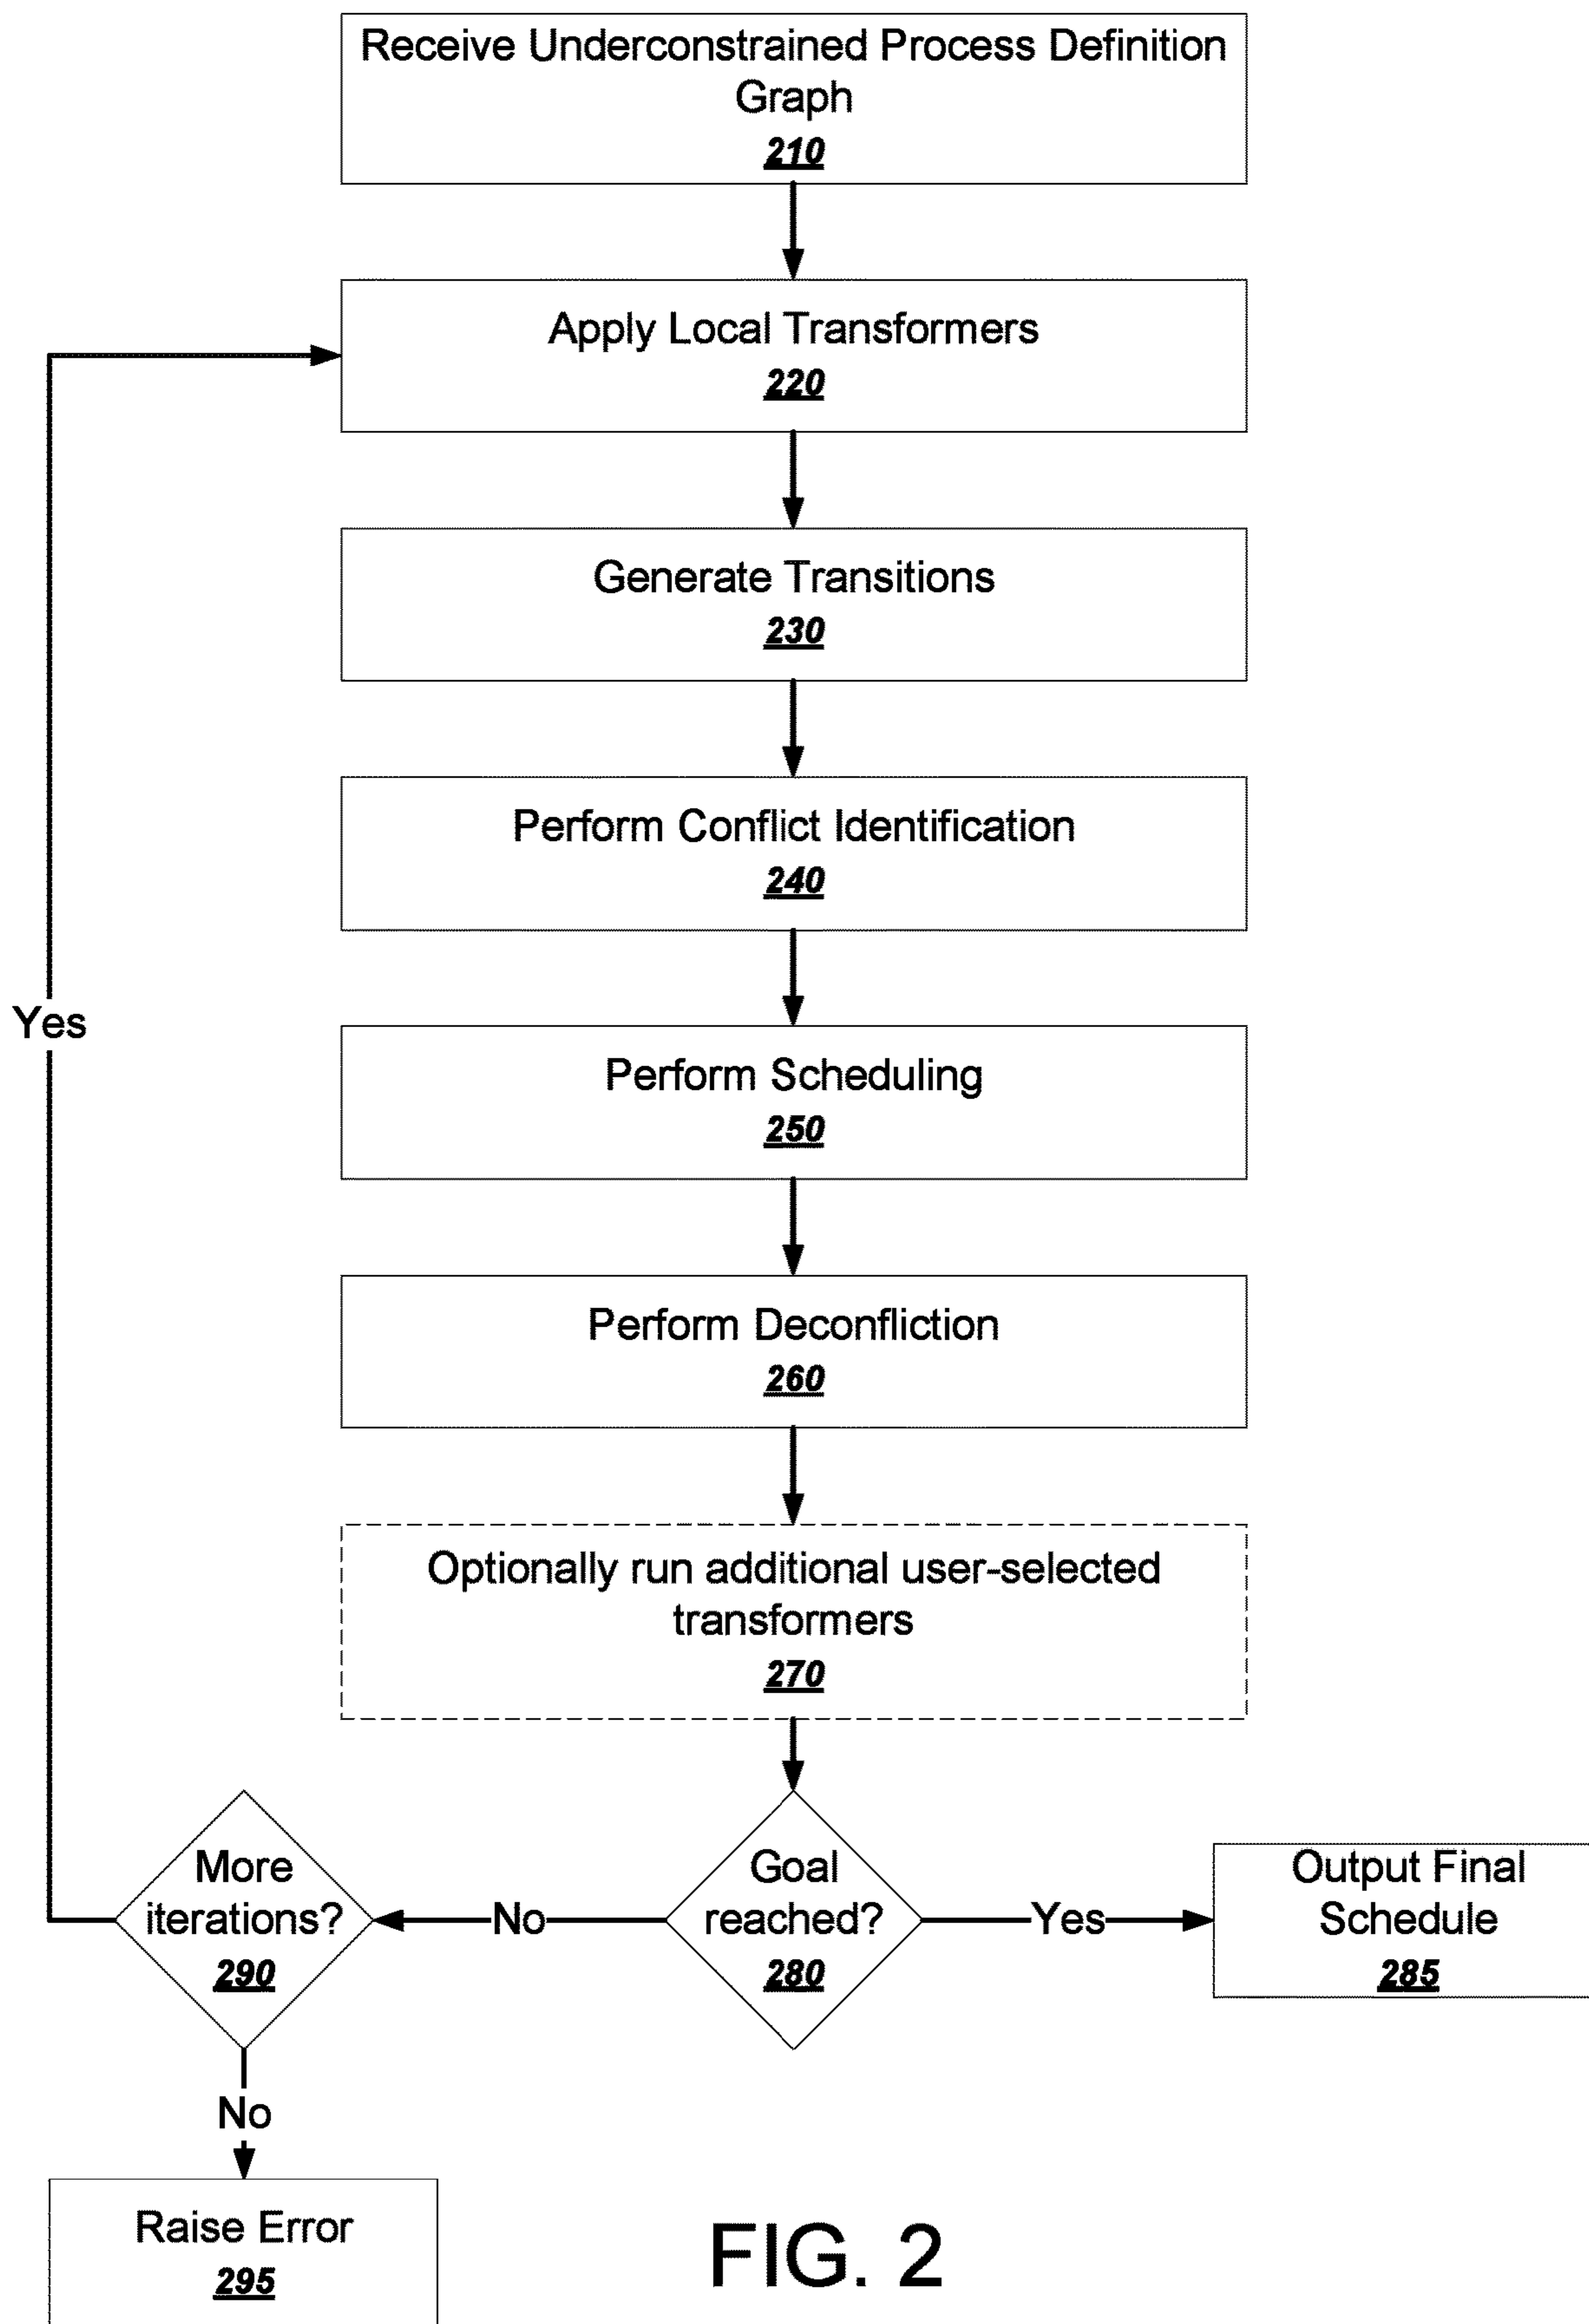 Receive Underconstrained Process Definition
Graph
210
Apply Local Transformers
220
Generate Transitions
230
Perform Conflict Identification
240
Yes
Perform Scheduling
250
Perform Deconfliction
260
Optionally run additional user-selected
transformers
270
More
iterations?
290
No
Goal
reached?
280
Yes
Output Final
Schedule
285
No
Raise Error
295
FIG. 2